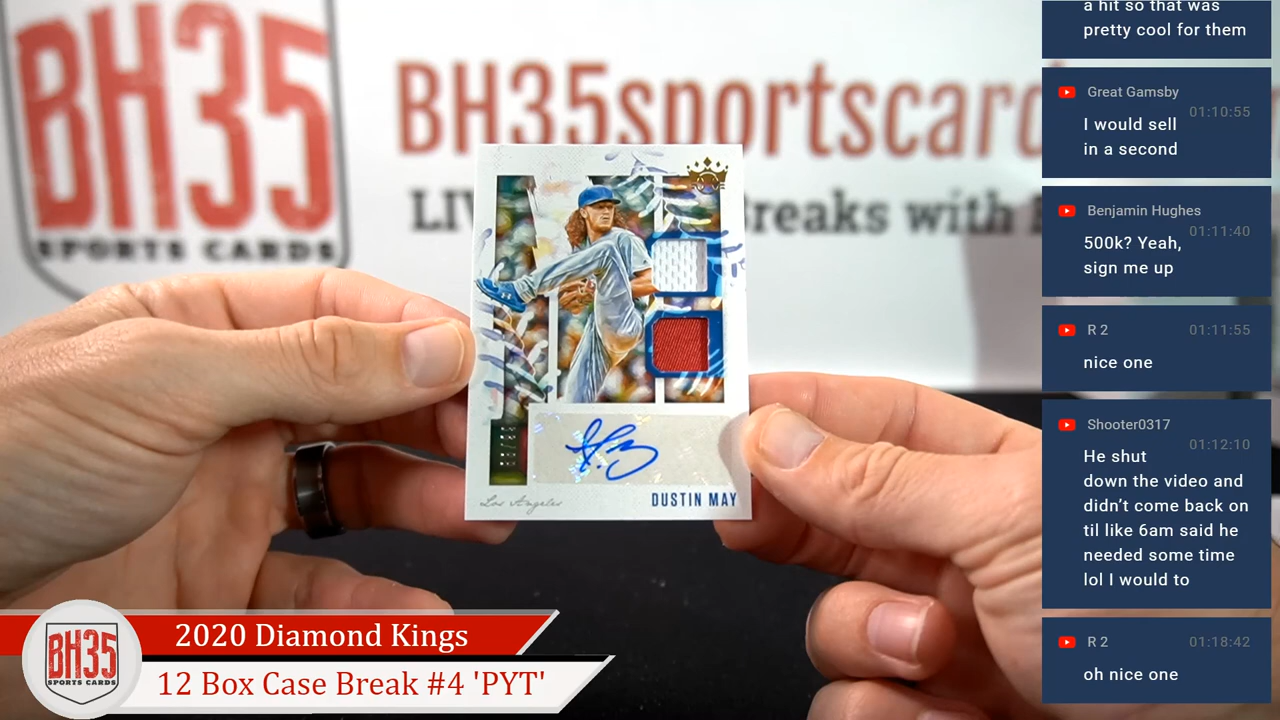 BH35
SPORTS CARDS
BH35sportscard
LIV
reaks with
Los Angeles
DUSTIN MAY
2020 Diamond Kings
12 Box Case Break #4 'PYT'
BH35
SPORTS CARDS
a hit so that was
pretty cool for them
Great Gamsby
01:10:55
I would sell
in a second
Benjamin Hughes
01:11:40
500k? Yeah,
sign me up
R 2
01:11:55
nice one
Shooter0317
01:12:10
He shut
down the video and
didn't come back on
til like 6am said he
needed some time
lol I would to
R 2
01:18:42
oh nice one